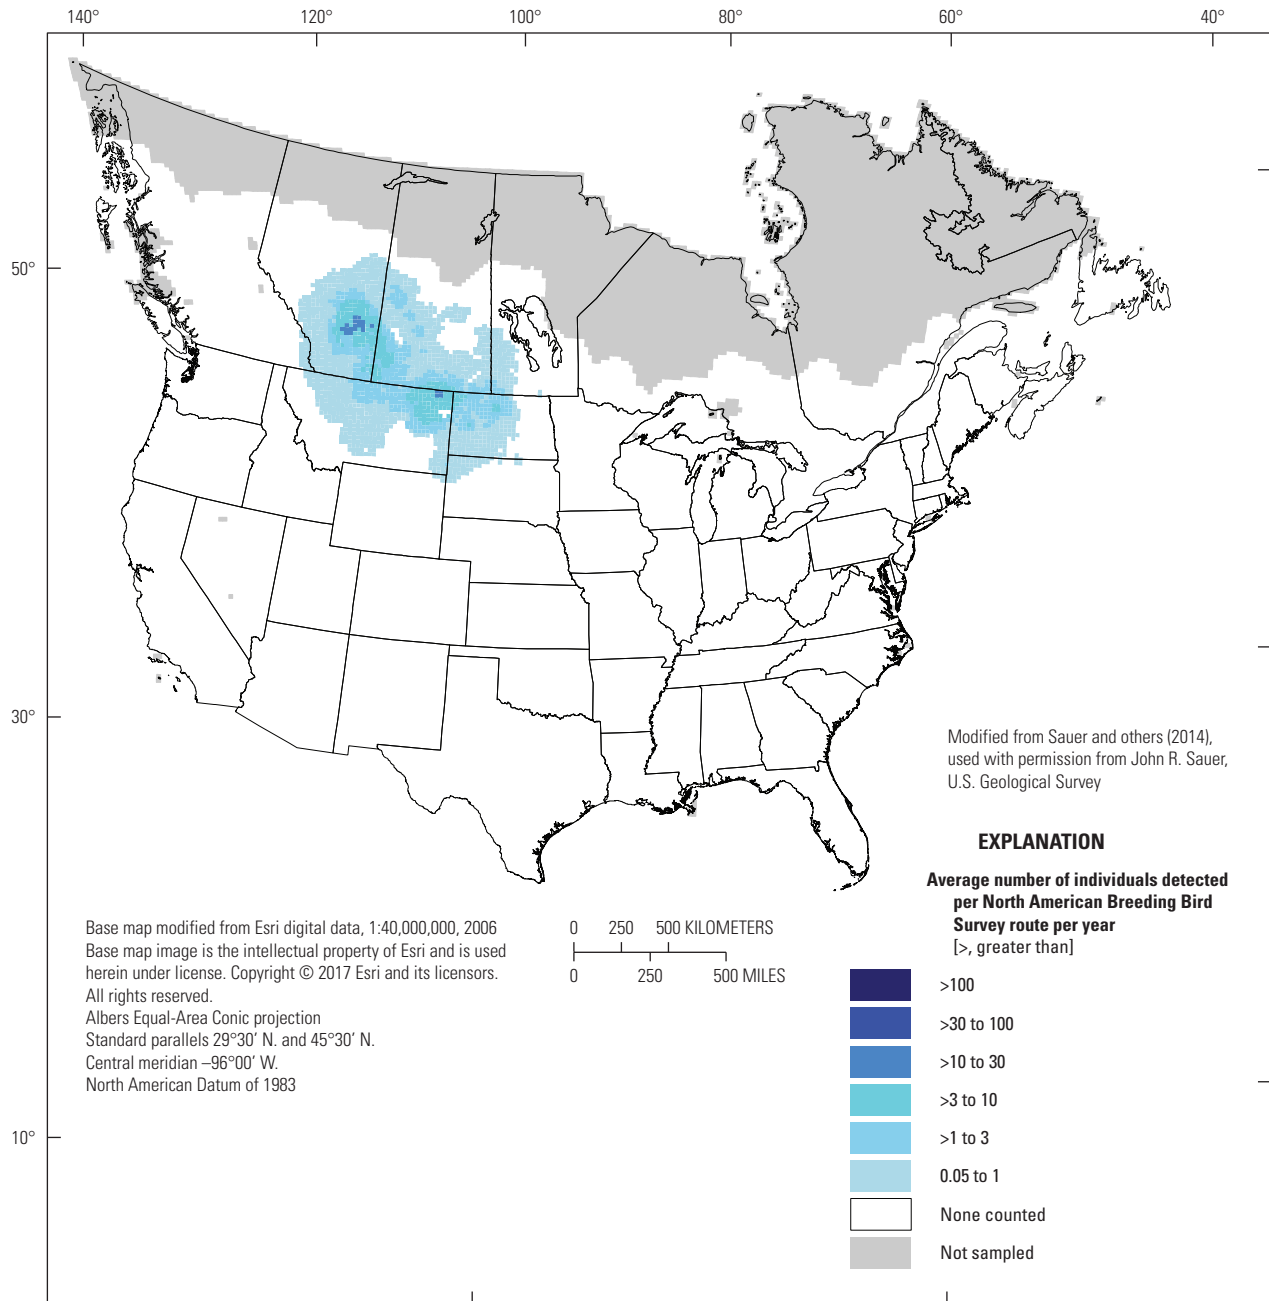 140° 120° 100° 80° 60° 40°
50°
30°
10°
Modified from Sauer and others (2014),
used with permission from John R. Sauer,
U.S. Geological Survey
EXPLANATION
Average number of individuals detected
per North American Breeding Bird
Survey route per year
[>, greater than]
>100
>30 to 100
>10 to 30
>3 to 10
>1 to 3
0.05 to 1
None counted
Not sampled
Base map modified from Esri digital data, 1:40,000,000, 2006
Base map image is the intellectual property of Esri and is used
herein under license. Copyright © 2017 Esri and its licensors.
All rights reserved.
Albers Equal-Area Conic projection
Standard parallels 29°30′ N. and 45°30′ N.
Central meridian –96°00′ W.
North American Datum of 1983
0 250 500 KILOMETERS
0 250 500 MILES